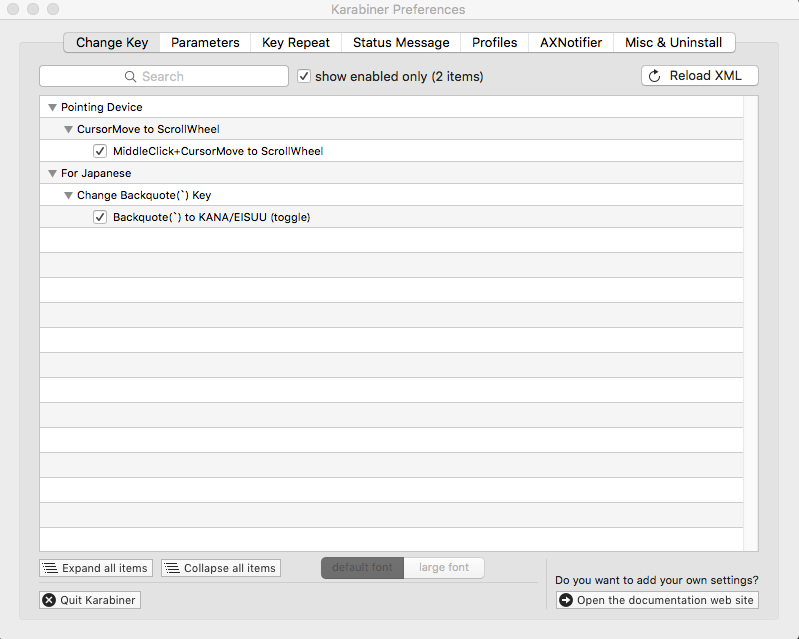 Karabiner Preferences
Change Key Parameters Key Repeat Status Message Profiles AXNotifier Misc & Uninstall
Search show enabled only (2 items) Reload XML
Pointing Device
CursorMove to ScrollWheel
MiddleClick+CursorMove to ScrollWheel
For Japanese
Change Backquote(`) Key
Backquote(`) to KANA/EISUU (toggle)
Expand all items Collapse all items default font large font
Do you want to add your own settings?
Quit Karabiner Open the documentation web site